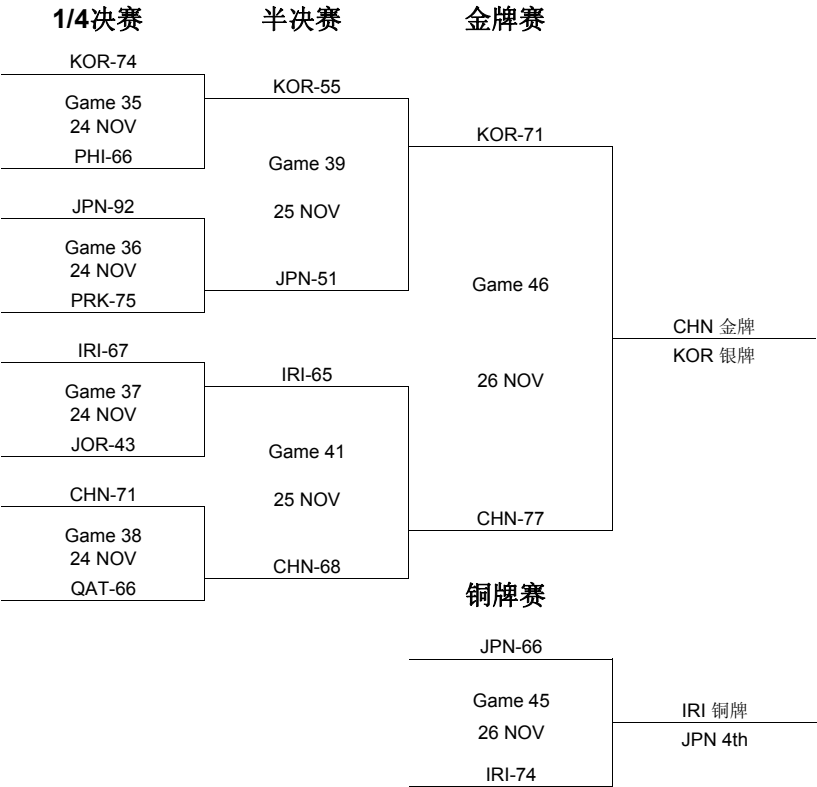 1/4决赛
半决赛
金牌赛
KOR-74
Game 35
24 NOV
PHI-66
JPN-92
Game 36
24 NOV
PRK-75
IRI-67
Game 37
24 NOV
JOR-43
CHN-71
Game 38
24 NOV
QAT-66
KOR-55
Game 39
25 NOV
JPN-51
IRI-65
Game 41
25 NOV
CHN-68
KOR-71
Game 46
26 NOV
CHN-77
CHN 金牌
KOR 银牌
铜牌赛
JPN-66
Game 45
26 NOV
IRI-74
IRI 铜牌
JPN 4th